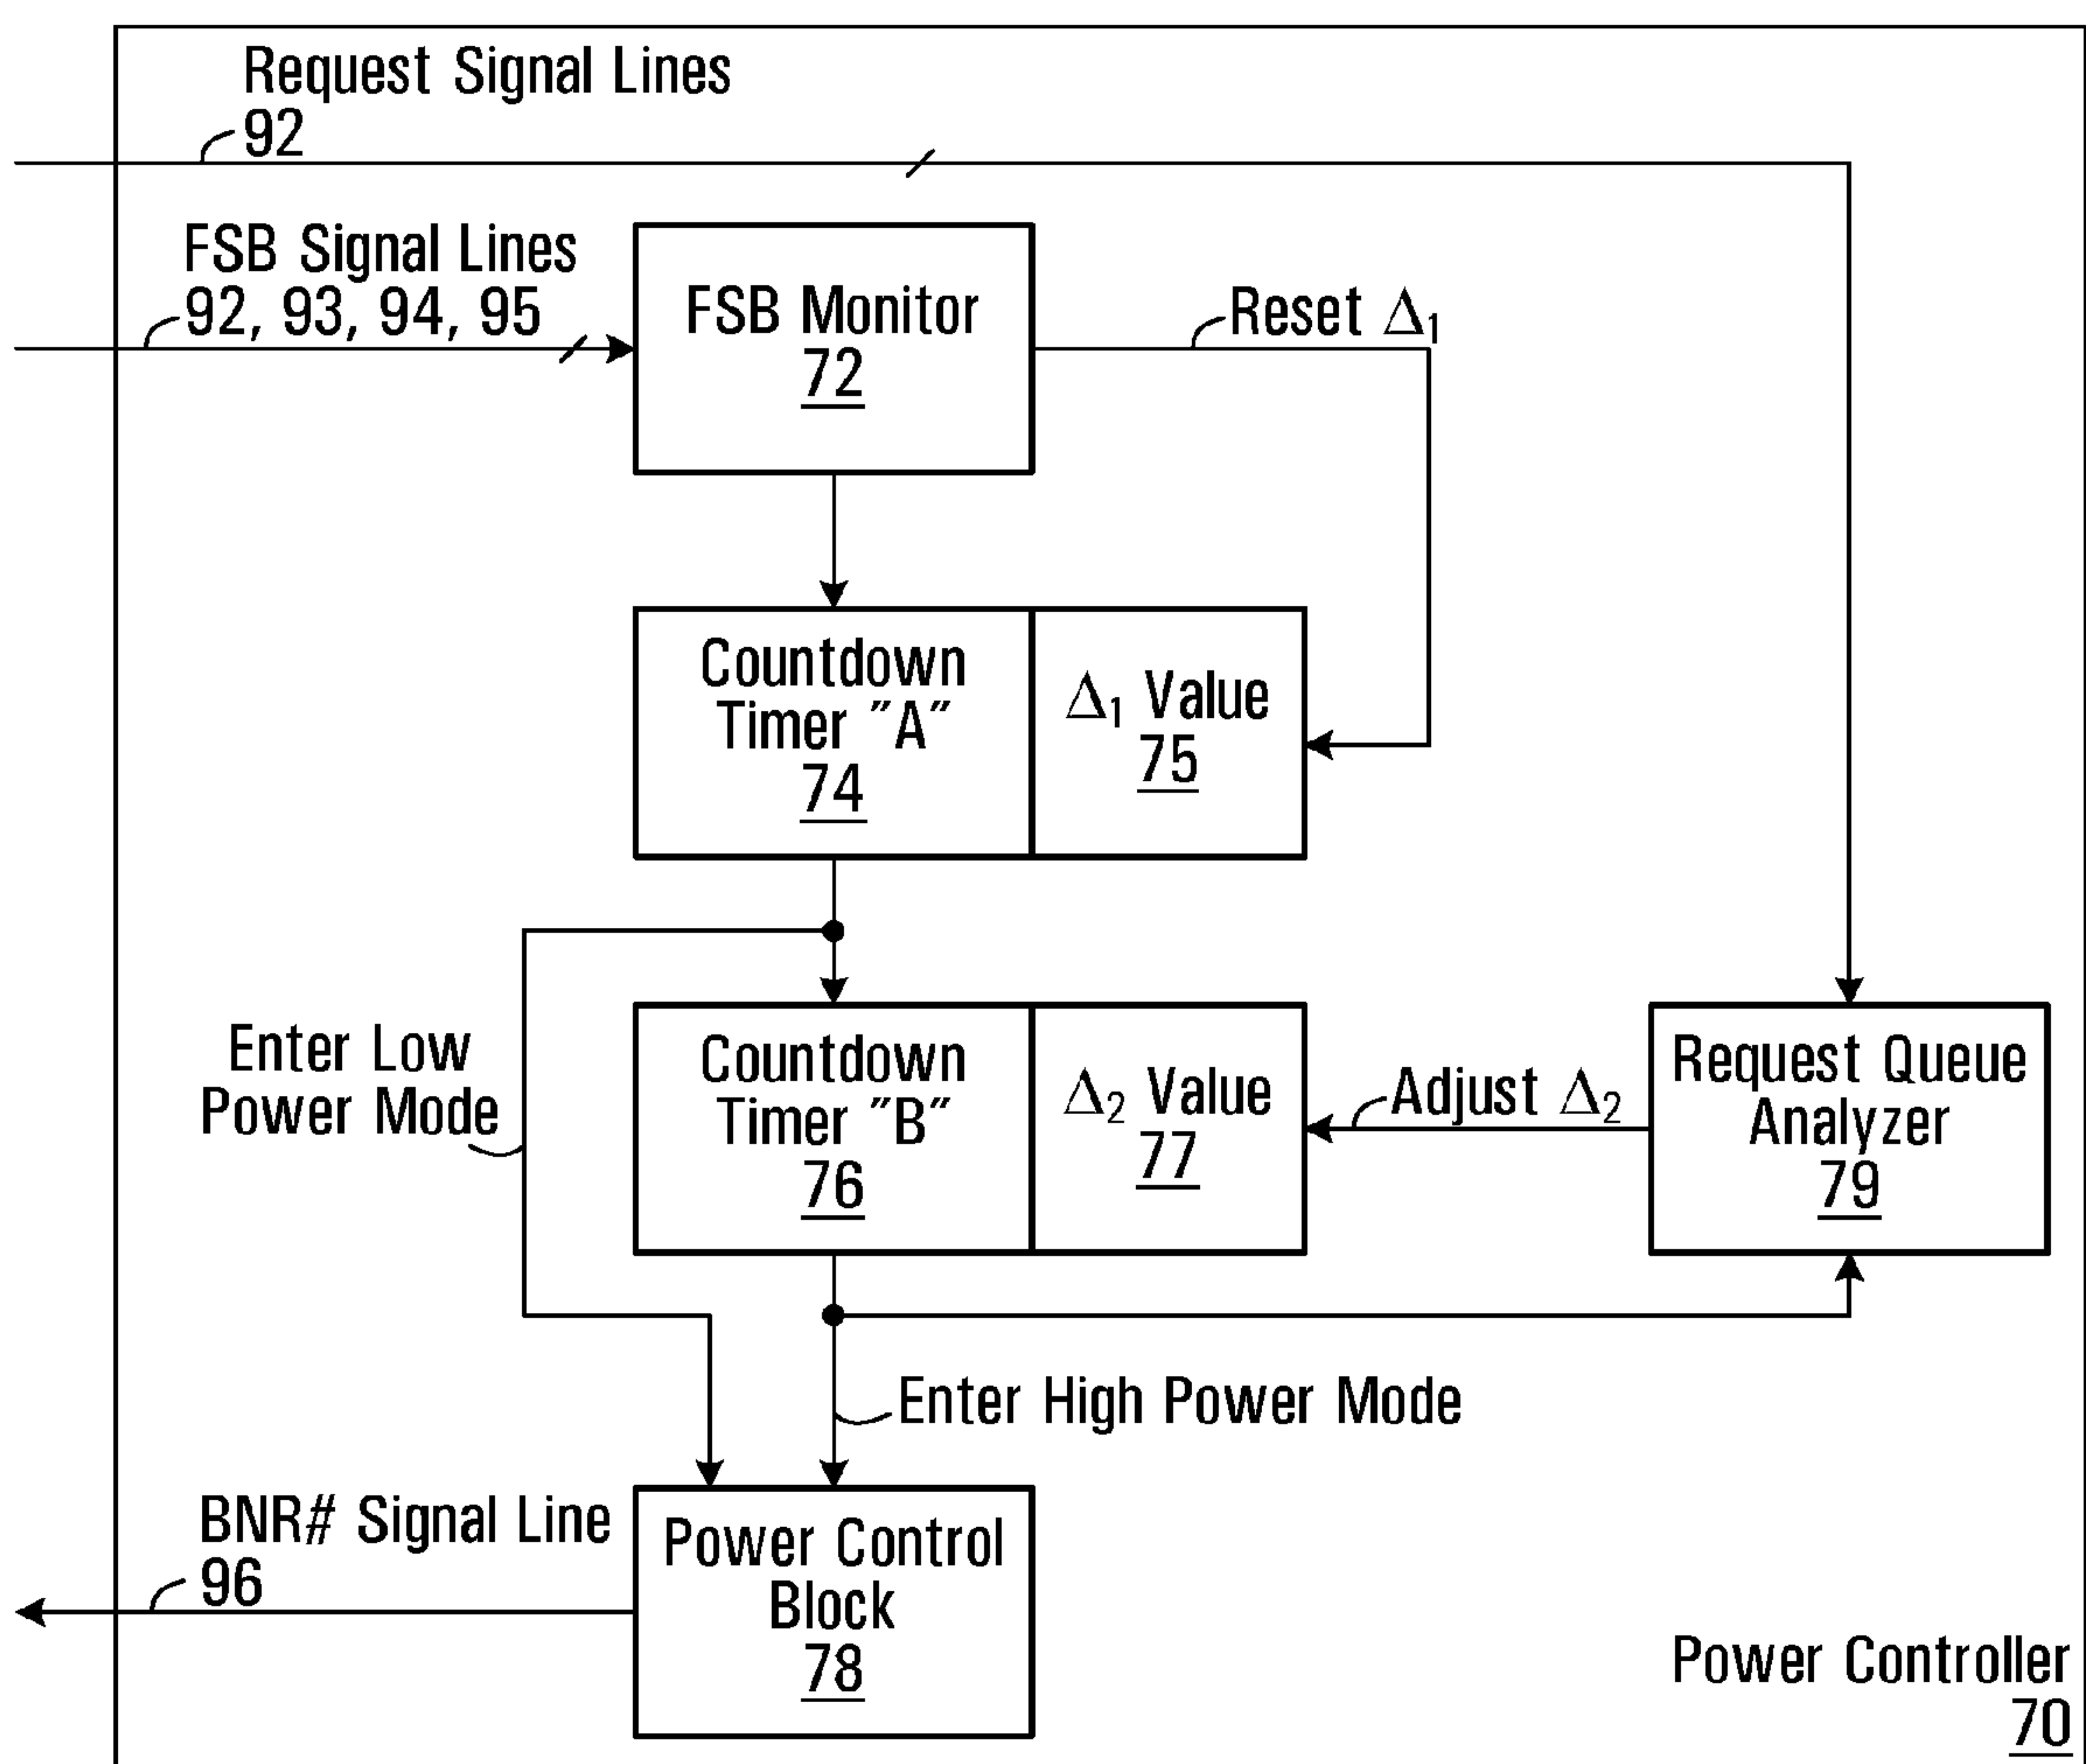 Request Signal Lines
92
FSB Signal Lines
92, 93, 94, 95
FSB Monitor
72
Reset Δ1
Countdown
Timer "A"
74
Δ1 Value
75
Enter Low
Power Mode
Countdown
Timer "B"
76
Δ2 Value
77
Adjust Δ2
Request Queue
Analyzer
79
Enter High Power Mode
BNR# Signal Line
96
Power Control
Block
78
Power Controller
70